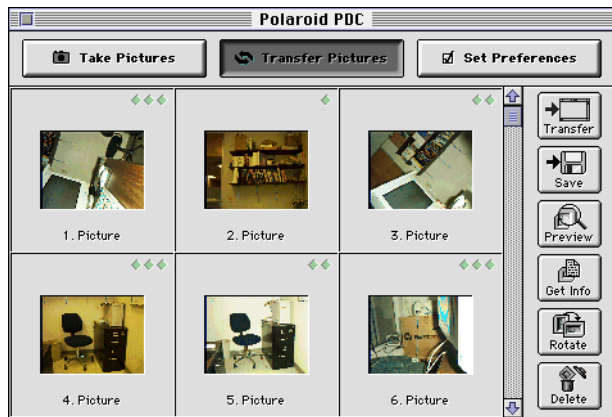 Polaroid PDC
Take Pictures
Transfer Pictures
Set Preferences
1. Picture
2. Picture
3. Picture
4. Picture
5. Picture
6. Picture
Transfer
Save
Preview
Get Info
Rotate
Delete